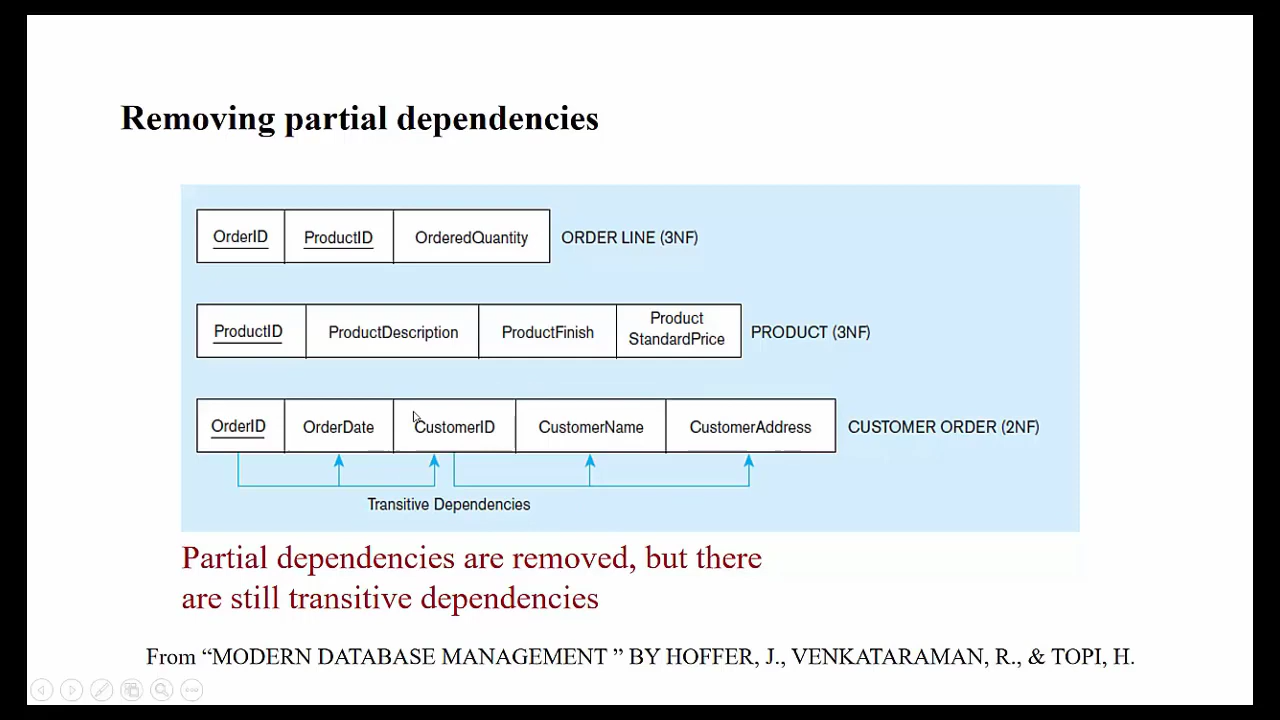 Removing partial dependencies
OrderID ProductID OrderedQuantity ORDER LINE (3NF)
ProductID ProductDescription ProductFinish Product StandardPrice PRODUCT (3NF)
OrderID OrderDate CustomerID CustomerName CustomerAddress CUSTOMER ORDER (2NF)
Transitive Dependencies
Partial dependencies are removed, but there
are still transitive dependencies
From “MODERN DATABASE MANAGEMENT ” BY HOFFER, J., VENKATARAMAN, R., & TOPI, H.